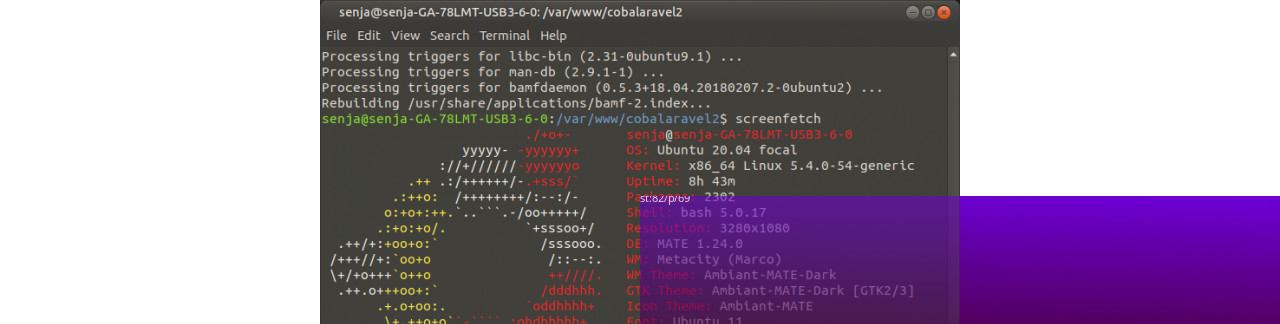 senja@senja-GA-78LMT-USB3-6-0: /var/www/cobalaravel2
File Edit View Search Terminal Help
Processing triggers for libc-bin (2.31-0ubuntu9.1) ...
Processing triggers for man-db (2.9.1-1) ...
Processing triggers for bamfdaemon (0.5.3+18.04.20180207.2-0ubuntu2) ...
Rebuilding /usr/share/applications/bamf-2.index...
senja@senja-GA-78LMT-USB3-6-0:/var/www/cobalaravel2$ screenfetch
./+o+- senja@senja-GA-78LMT-USB3-6-0
yyyyy- -yyyyyy+ OS: Ubuntu 20.04 focal
://+//////-yyyyyyo Kernel: x86_64 Linux 5.4.0-54-generic
.++ .:/++++++/-.+sss/` Uptime: 8h 43m
.:++o: /++++++++/:--:/- Packages: 2302
st:82/p/69
o:+o+:++.`..```.-/oo+++++/ Shell: bash 5.0.17
.:+o:+o/. `+sssoo+/ Resolution: 3280x1080
.++/+:+oo+o:` /sssooo. DE: MATE 1.24.0
/+++//+:`oo+o /::--:. WM: Metacity (Marco)
\+/+o+++`o++o ++////. WM Theme: Ambiant-MATE-Dark
.++.o+++oo+:` /dddhhh. GTK Theme: Ambiant-MATE-Dark [GTK2/3]
.+.o+oo:. `oddhhhh+ Icon Theme: Ambiant-MATE
\+.++o+o``-````.:ohdhhhhh+ Font: Ubuntu 11